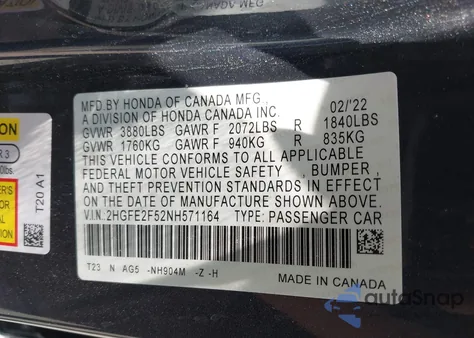 MFD.BY HONDA OF CANADA MFG., 02/'22
A DIVISION OF HONDA CANADA INC.
GVWR 3880LBS GAWR F 2072LBS R 1840LBS
GVWR 1760KG GAWR F 940KG R 835KG
THIS VEHICLE CONFORMS TO ALL APPLICABLE
FEDERAL MOTOR VEHICLE SAFETY, BUMPER,
AND THEFT PREVENTION STANDARDS IN EFFECT
ON THE DATE OF MANUFACTURE SHOWN ABOVE.
V.I.N: 2HGFE2F52NH571164 TYPE: PASSENGER CAR
T23 N AG5 -NH904M -Z -H
MADE IN CANADA
T20 A1
autoSnap